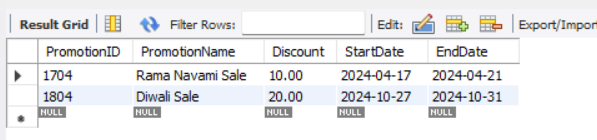 Result Grid Filter Rows: Edit: Export/Import
PromotionID PromotionName Discount StartDate EndDate
1704 Rama Navami Sale 10.00 2024-04-17 2024-04-21
1804 Diwali Sale 20.00 2024-10-27 2024-10-31
NULL NULL NULL NULL NULL